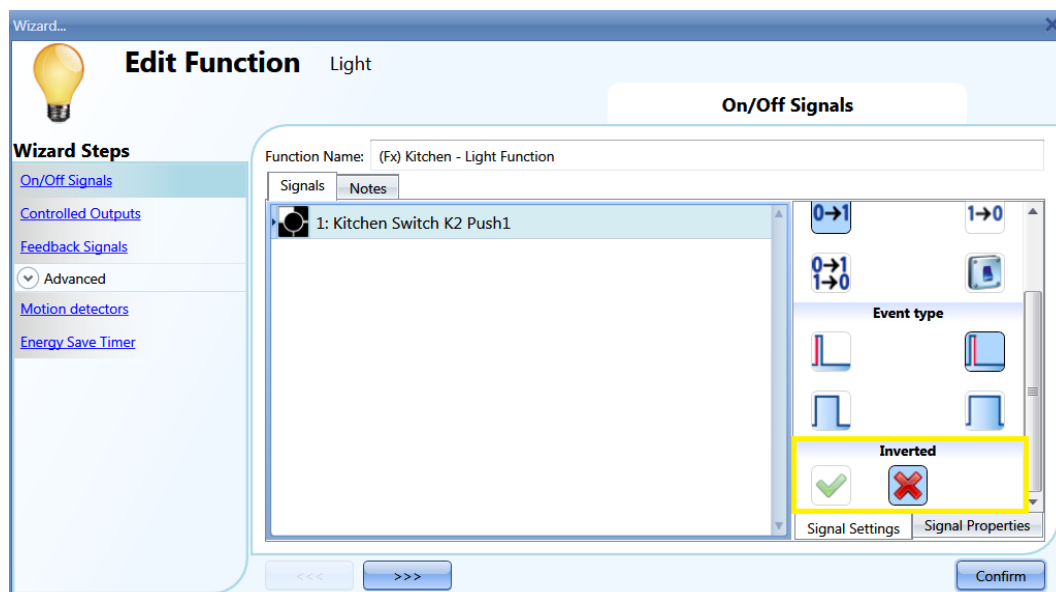 Wizard...
Edit Function Light
On/Off Signals
Wizard Steps
On/Off Signals
Controlled Outputs
Feedback Signals
Advanced
Motion detectors
Energy Save Timer
Function Name: (Fx) Kitchen - Light Function
Signals Notes
1: Kitchen Switch K2 Push1
0→1 1→0
0→1
1→0
Event type
Inverted
Signal Settings Signal Properties
<<< >>> Confirm